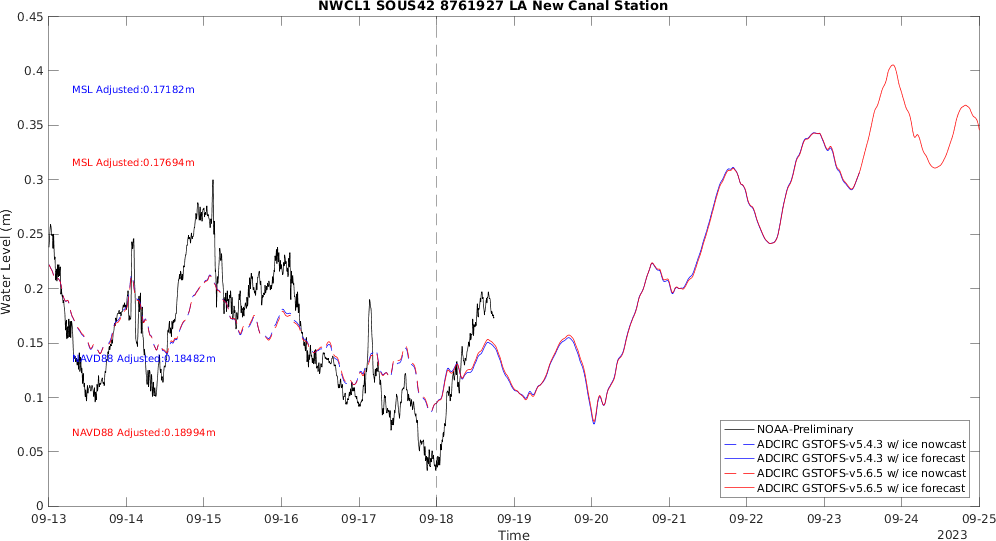 NWCL1 SOUS42 8761927 LA New Canal Station
0.45
0.4
0.35
0.3
0.25
0.2
0.15
0.1
0.05
0
Water Level (m)
MSL Adjusted:0.17182m
MSL Adjusted:0.17694m
NAVD88 Adjusted:0.18482m
NAVD88 Adjusted:0.18994m
NOAA-Preliminary
ADCIRC GSTOFS-v5.4.3 w/ ice nowcast
ADCIRC GSTOFS-v5.4.3 w/ ice forecast
ADCIRC GSTOFS-v5.6.5 w/ ice nowcast
ADCIRC GSTOFS-v5.6.5 w/ ice forecast
09-13 09-14 09-15 09-16 09-17 09-18 09-19 09-20 09-22 09-23 09-24 09-25
Time
2023